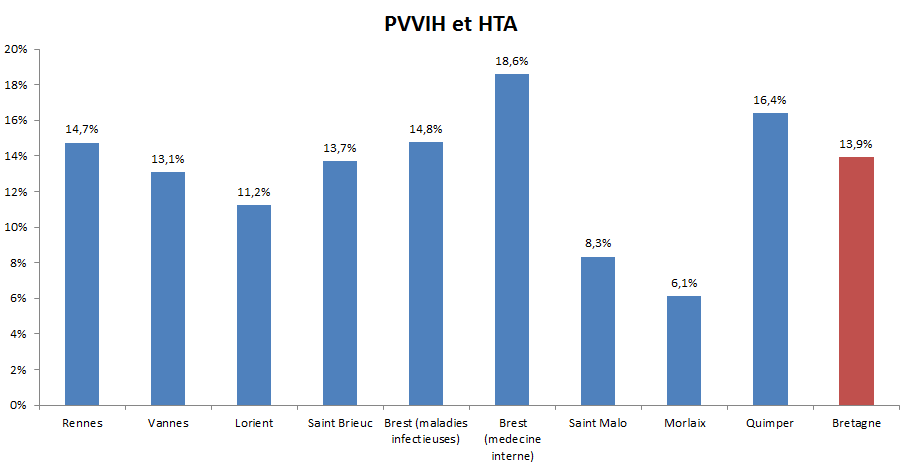 PVVIH et HTA
20%
18%
16%
14%
12%
10%
8%
6%
4%
2%
0%
14,7%
13,1%
11,2%
13,7%
14,8%
18,6%
8,3%
6,1%
16,4%
13,9%
Rennes
Vannes
Lorient
Saint Brieuc
Brest (maladies
infectieuses)
Brest
(medecine
interne)
Saint Malo
Morlaix
Quimper
Bretagne